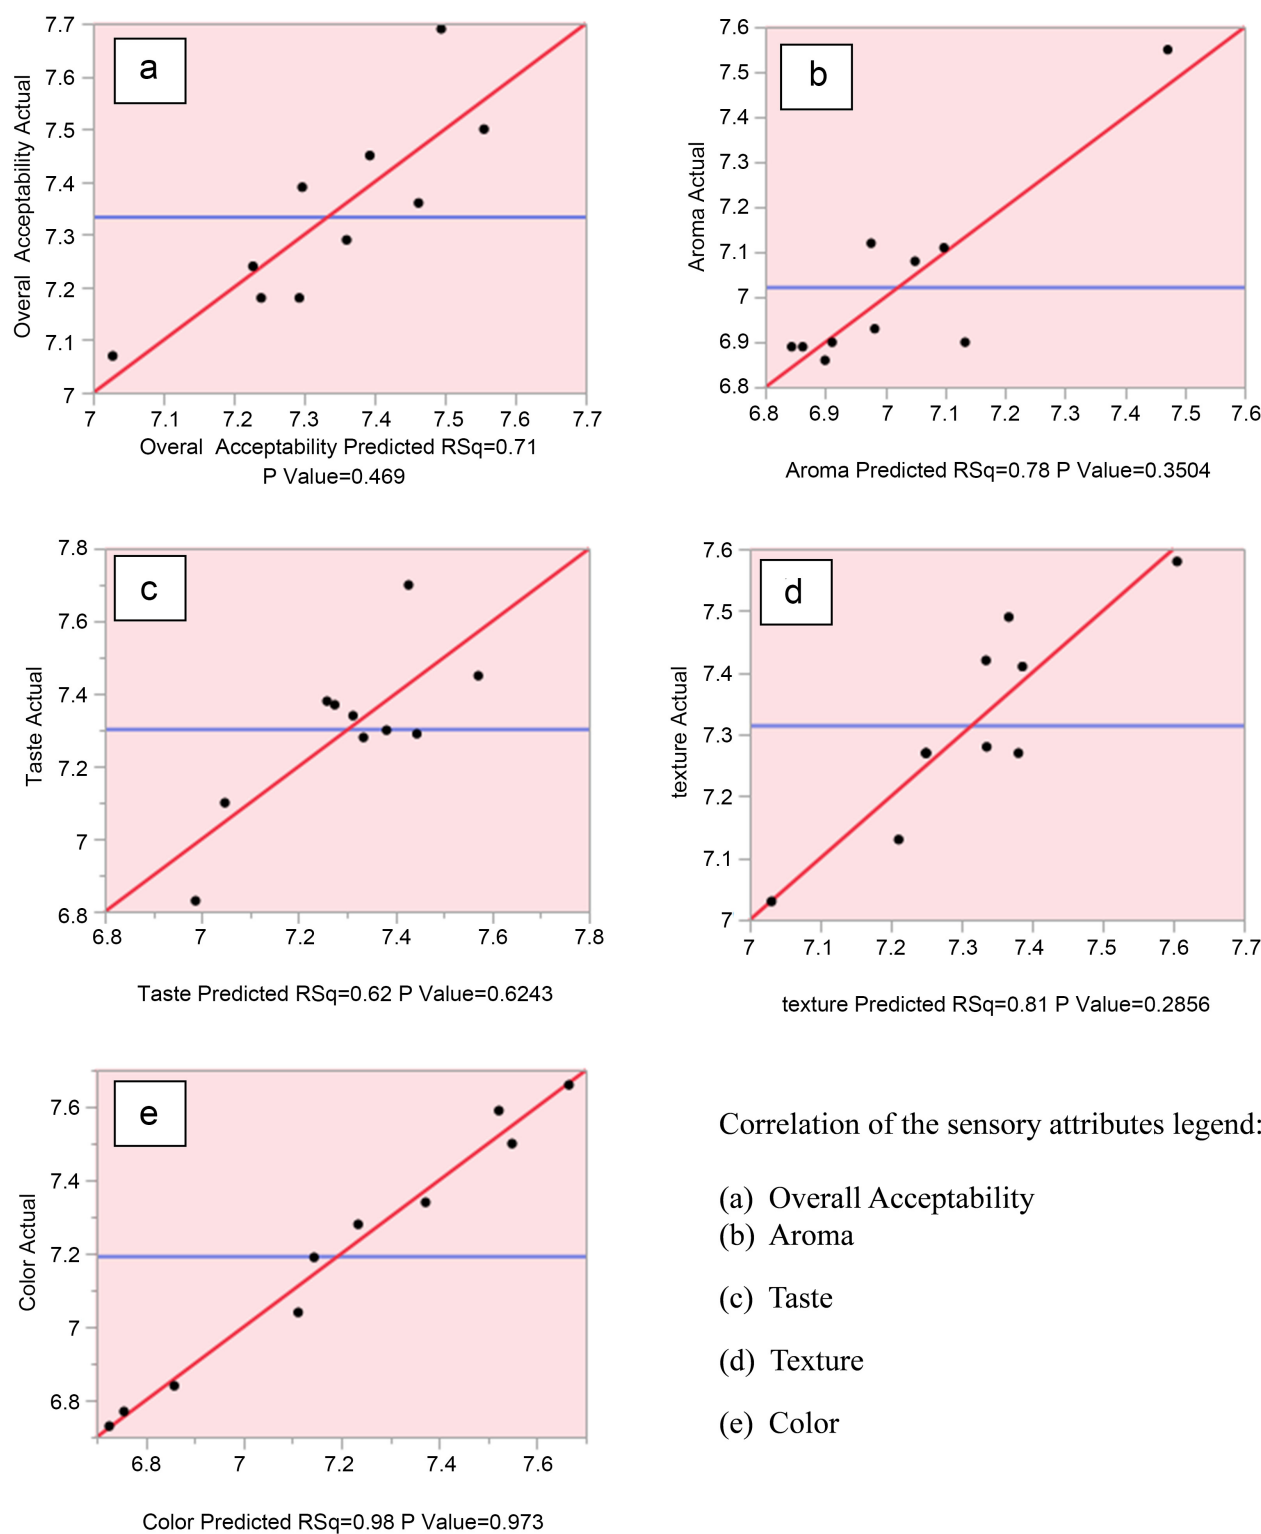 a
Overal Acceptability Actual
7.7
7.6
7.5
7.4
7.3
7.2
7.1
7
7 7.1 7.2 7.3 7.4 7.5 7.6 7.7
Overal Acceptability Predicted RSq=0.71
P Value=0.469
b
Aroma Actual
7.6
7.5
7.4
7.3
7.2
7.1
7
6.9
6.8
6.8 6.9 7 7.1 7.2 7.3 7.4 7.5 7.6
Aroma Predicted RSq=0.78 P Value=0.3504
c
Taste Actual
7.8
7.6
7.4
7.2
7
6.8
6.8 7 7.2 7.4 7.6 7.8
Taste Predicted RSq=0.62 P Value=0.6243
d
texture Actual
7.6
7.5
7.4
7.3
7.2
7.1
7
7 7.1 7.2 7.3 7.4 7.5 7.6 7.7
texture Predicted RSq=0.81 P Value=0.2856
e
Color Actual
7.6
7.4
7.2
7
6.8
6.8 7 7.2 7.4 7.6
Color Predicted RSq=0.98 P Value=0.973
Correlation of the sensory attributes legend:
(a) Overall Acceptability
(b) Aroma
(c) Taste
(d) Texture
(e) Color